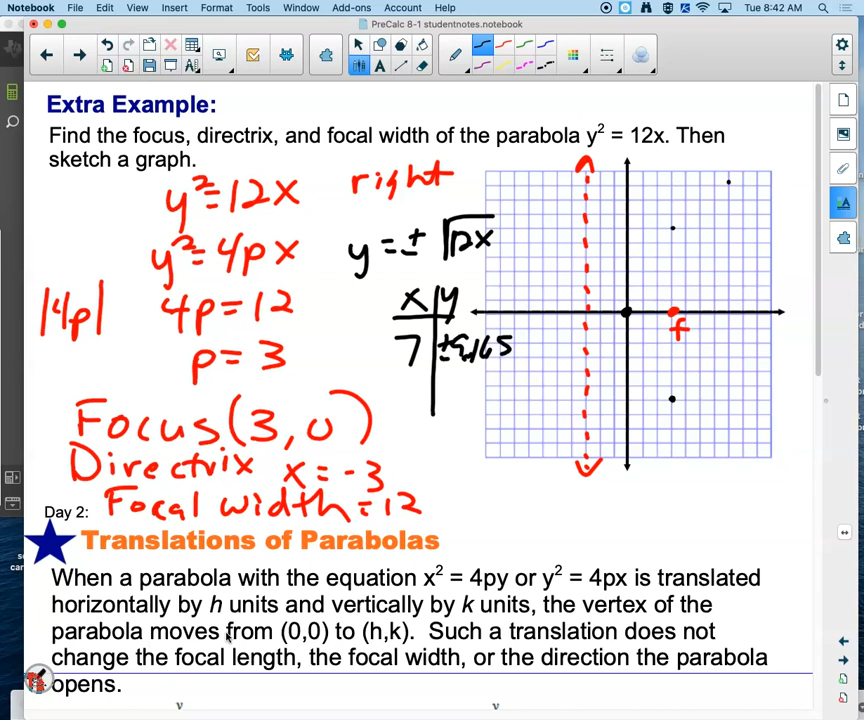 Notebook File Edit View Insert Format Tools Window Add-ons Account Help Tue 8:42 AM
PreCalc 8-1 studentnotes.notebook
Extra Example:
Find the focus, directrix, and focal width of the parabola y² = 12x. Then
sketch a graph.
y²=12x right
y²=4px y=± √12x
|4p| 4p=12 x y
p=3 7 ±9.165
f
Focus(3,0)
Directrix x=-3
Focal width=12
Day 2:
Translations of Parabolas
When a parabola with the equation x² = 4py or y² = 4px is translated
horizontally by h units and vertically by k units, the vertex of the
parabola moves from (0,0) to (h,k). Such a translation does not
change the focal length, the focal width, or the direction the parabola
opens.